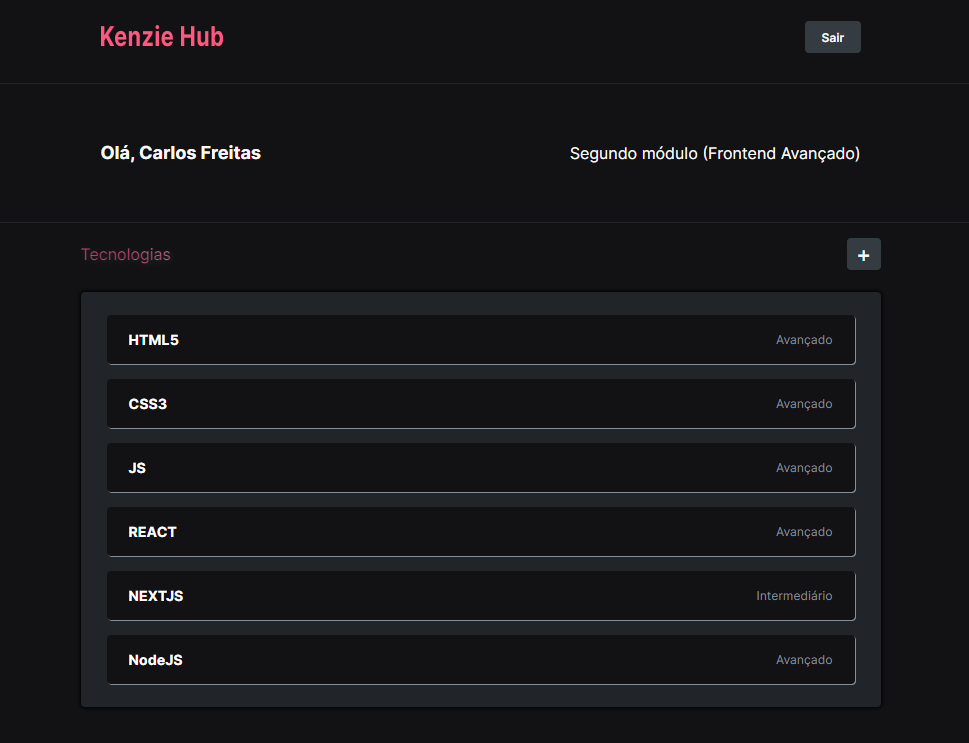 Kenzie Hub
Sair
Olá, Carlos Freitas
Segundo módulo (Frontend Avançado)
Tecnologias
+
HTML5 Avançado
CSS3 Avançado
JS Avançado
REACT Avançado
NEXTJS Intermediário
NodeJS Avançado